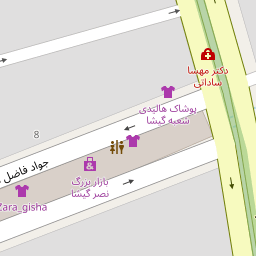 دکتر مهسا
ساداتی
پوشاک هالیدی
شعبه گیشا
8
جواد فاضل
بازار بزرگ
نصر گیشا
Zara_gisha